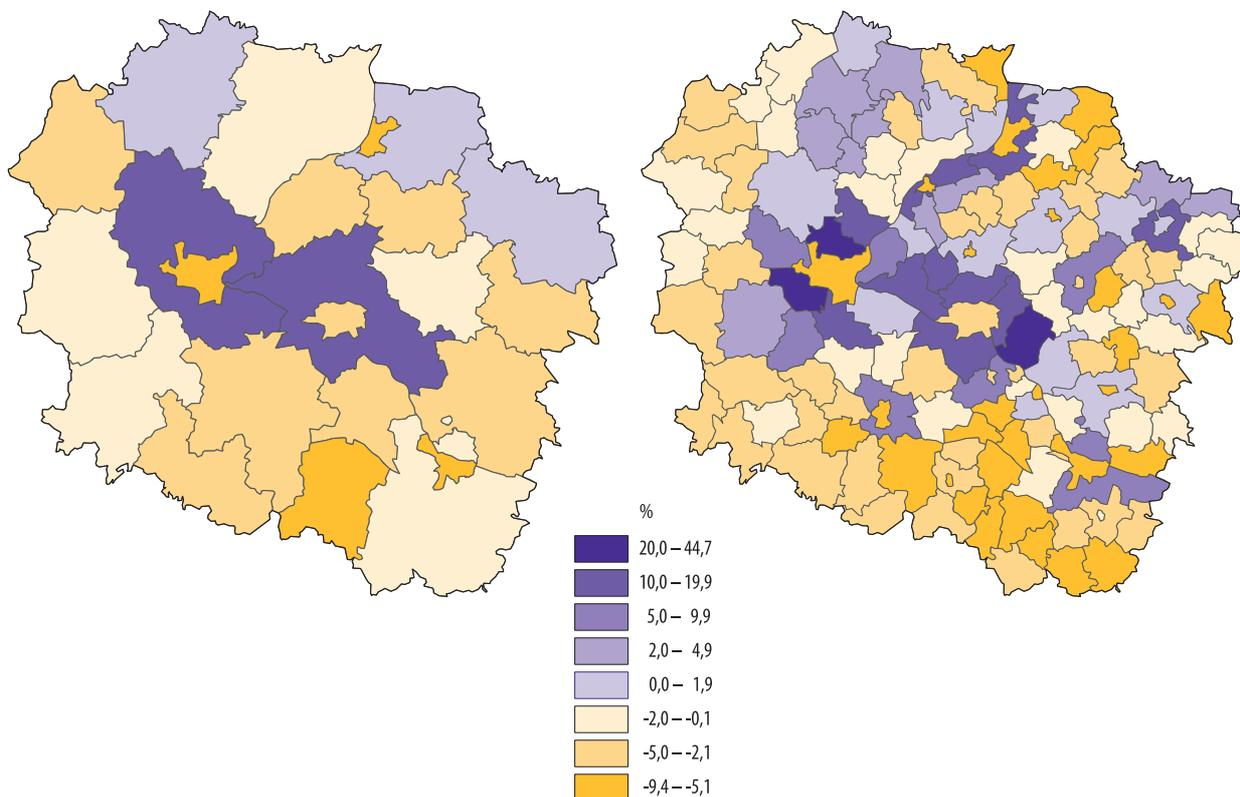 %
20,0 – 44,7
10,0 – 19,9
5,0 – 9,9
2,0 – 4,9
0,0 – 1,9
-2,0 – -0,1
-5,0 – -2,1
-9,4 – -5,1